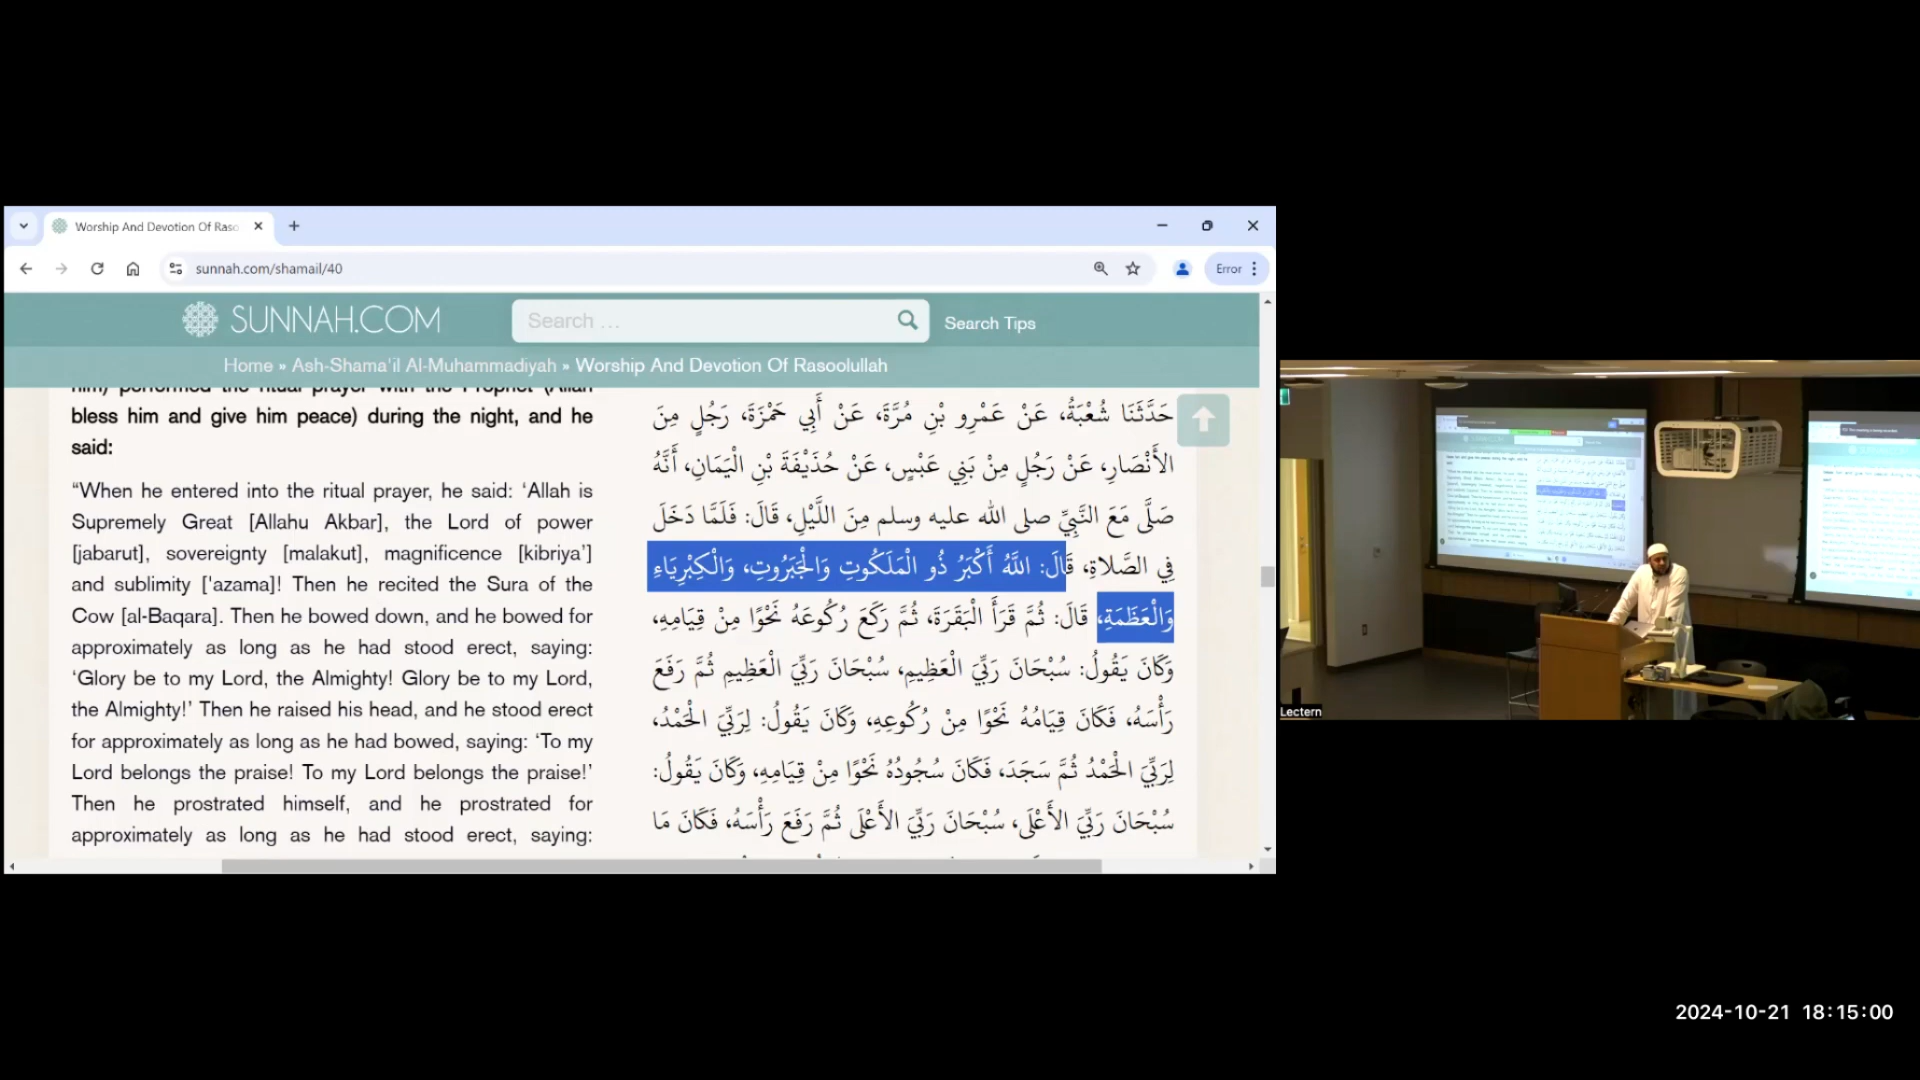 Worship And Devotion Of Raso
sunnah.com/shamail/40
Error
SUNNAH.COM
Search ...
Search Tips
Home » Ash-Shama'il Al-Muhammadiyah » Worship And Devotion Of Rasoolullah
him) performed the ritual prayer with the Prophet (Allah
bless him and give him peace) during the night, and he
said:
“When he entered into the ritual prayer, he said: ‘Allah is
Supremely Great [Allahu Akbar], the Lord of power
[jabarut], sovereignty [malakut], magnificence [kibriya’]
and sublimity ['azama]! Then he recited the Sura of the
Cow [al-Baqara]. Then he bowed down, and he bowed for
approximately as long as he had stood erect, saying:
‘Glory be to my Lord, the Almighty! Glory be to my Lord,
the Almighty!’ Then he raised his head, and he stood erect
for approximately as long as he had bowed, saying: ‘To my
Lord belongs the praise! To my Lord belongs the praise!’
Then he prostrated himself, and he prostrated for
approximately as long as he had stood erect, saying:
حَدَّثَنَا شُعْبَةُ، عَنْ عَمْرِو بْنِ مُرَّةَ، عَنْ أَبِي حَمْزَةَ، رَجُلٍ مِنَ
الأَنْصَارِ، عَنْ رَجُلٍ مِنْ بَنِي عَبْسٍ، عَنْ حُذَيْفَةَ بْنِ الْيَمَانِ، أَنَّهُ
صَلَّى مَعَ النَّبِيِّ صلى الله عليه وسلم مِنَ اللَّيْلِ، قَالَ: فَلَمَّا دَخَلَ
فِي الصَّلاةِ، قَالَ: اللَّهُ أَكْبَرُ ذُو الْمَلَكُوتِ وَالْجَبَرُوتِ، وَالْكِبْرِيَاءِ
وَالْعَظَمَةِ، قَالَ: ثُمَّ قَرَأَ الْبَقَرَةَ، ثُمَّ رَكَعَ رُكُوعَهُ نَحْوًا مِنْ قِيَامِهِ،
وَكَانَ يَقُولُ: سُبْحَانَ رَبِّيَ الْعَظِيمِ، سُبْحَانَ رَبِّيَ الْعَظِيمِ ثُمَّ رَفَعَ
رَأْسَهُ، فَكَانَ قِيَامُهُ نَحْوًا مِنْ رُكُوعِهِ، وَكَانَ يَقُولُ: لِرَبِّيَ الْحَمْدُ،
لِرَبِّيَ الْحَمْدُ ثُمَّ سَجَدَ، فَكَانَ سُجُودُهُ نَحْوًا مِنْ قِيَامِهِ، وَكَانَ يَقُولُ:
سُبْحَانَ رَبِّيَ الأَعْلَى، سُبْحَانَ رَبِّيَ الأَعْلَى ثُمَّ رَفَعَ رَأْسَهُ، فَكَانَ مَا
Lectern
2024-10-21 18:15:00